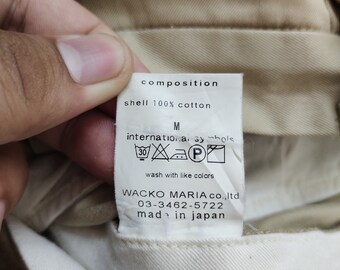 composition
shell 100% cotton
M
international symbols
30 P
wash with like colors
WACKO MARIA co,.ltd
03-3462-5722
made in japan